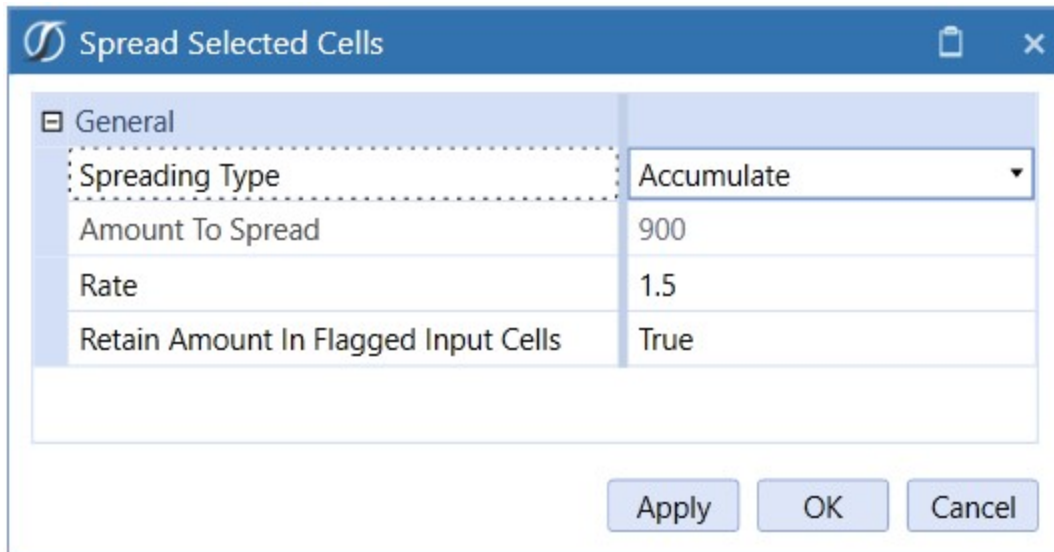 Spread Selected Cells
General
Spreading Type Accumulate
Amount To Spread 900
Rate 1.5
Retain Amount In Flagged Input Cells True
Apply OK Cancel